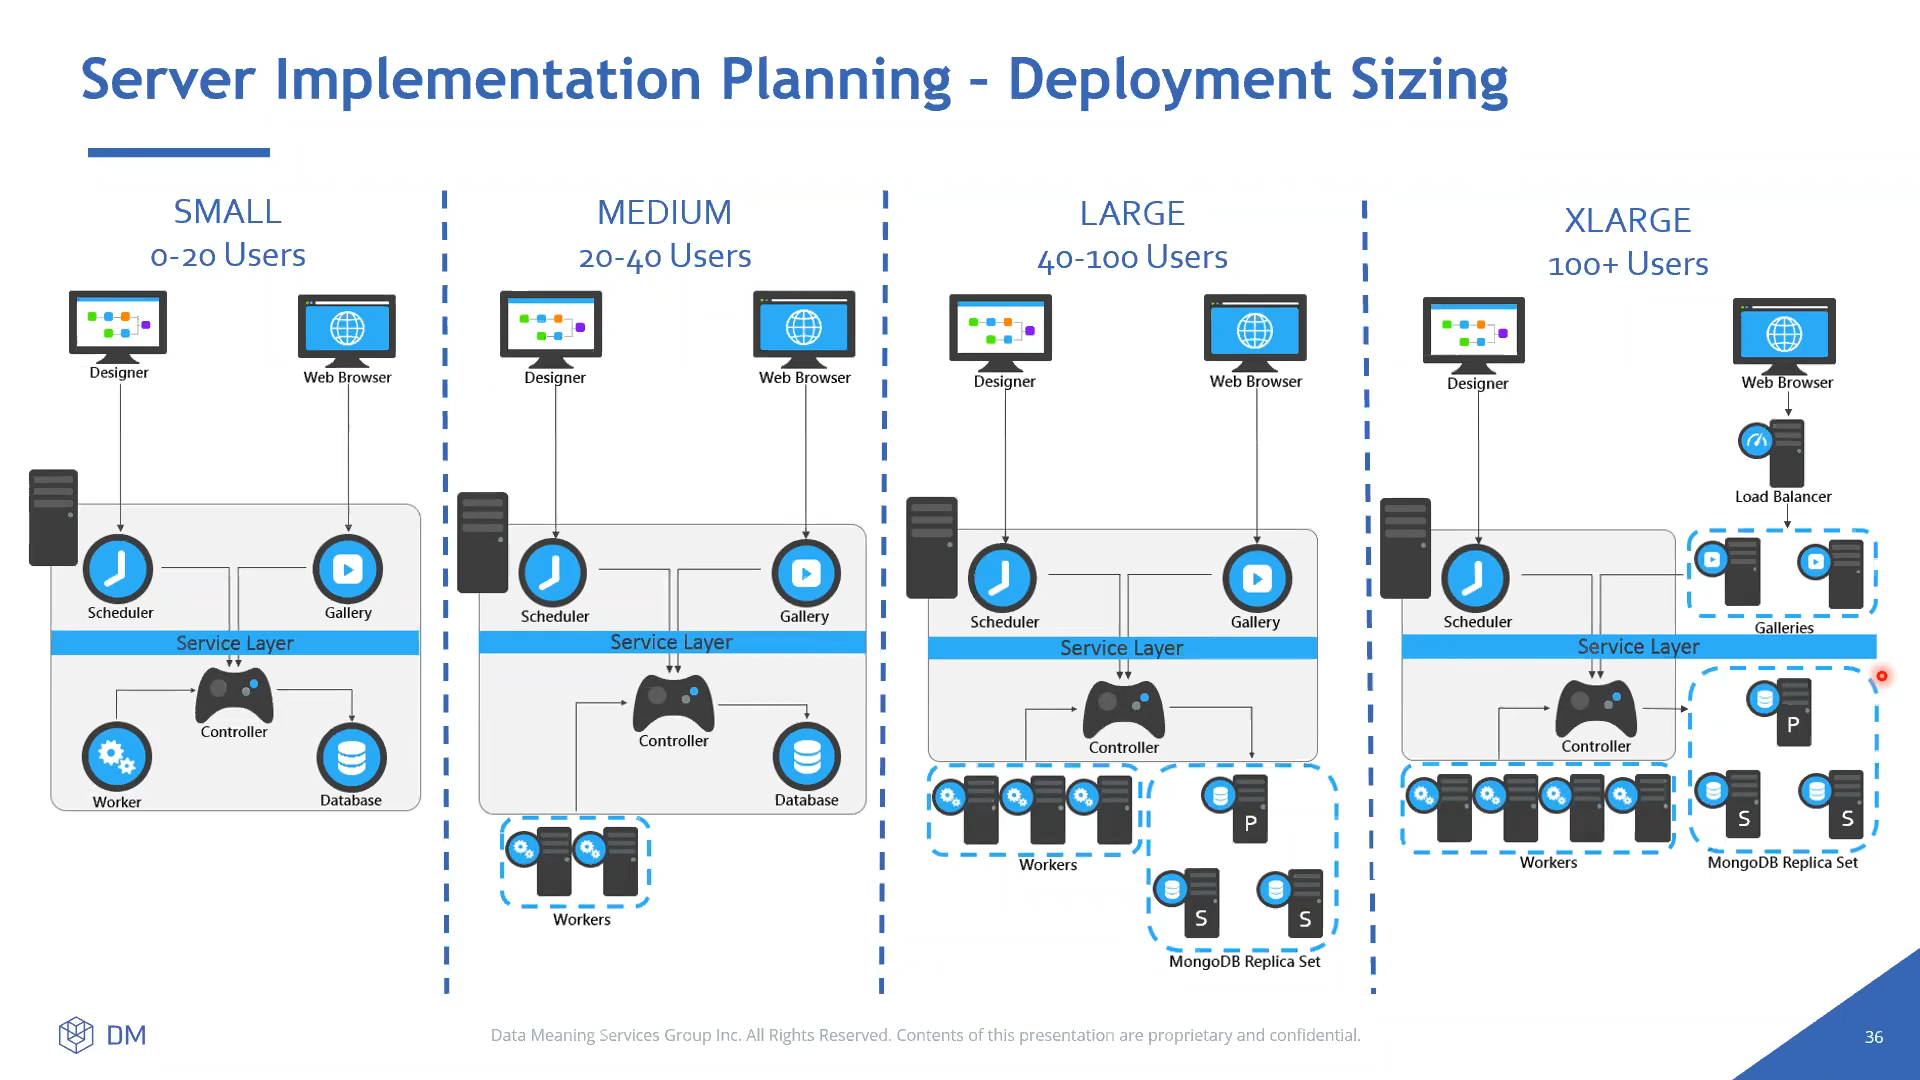 Server Implementation Planning – Deployment Sizing
SMALL
0-20 Users
Designer
Web Browser
Scheduler
Gallery
Service Layer
Controller
Worker
Database
MEDIUM
20-40 Users
Designer
Web Browser
Scheduler
Gallery
Service Layer
Controller
Database
Workers
LARGE
40-100 Users
Designer
Web Browser
Scheduler
Gallery
Service Layer
Controller
Workers
P
S
S
MongoDB Replica Set
XLARGE
100+ Users
Designer
Web Browser
Load Balancer
Scheduler
Galleries
Service Layer
Controller
Workers
P
S
S
MongoDB Replica Set
DM
Data Meaning Services Group Inc. All Rights Reserved. Contents of this presentation are proprietary and confidential.
36